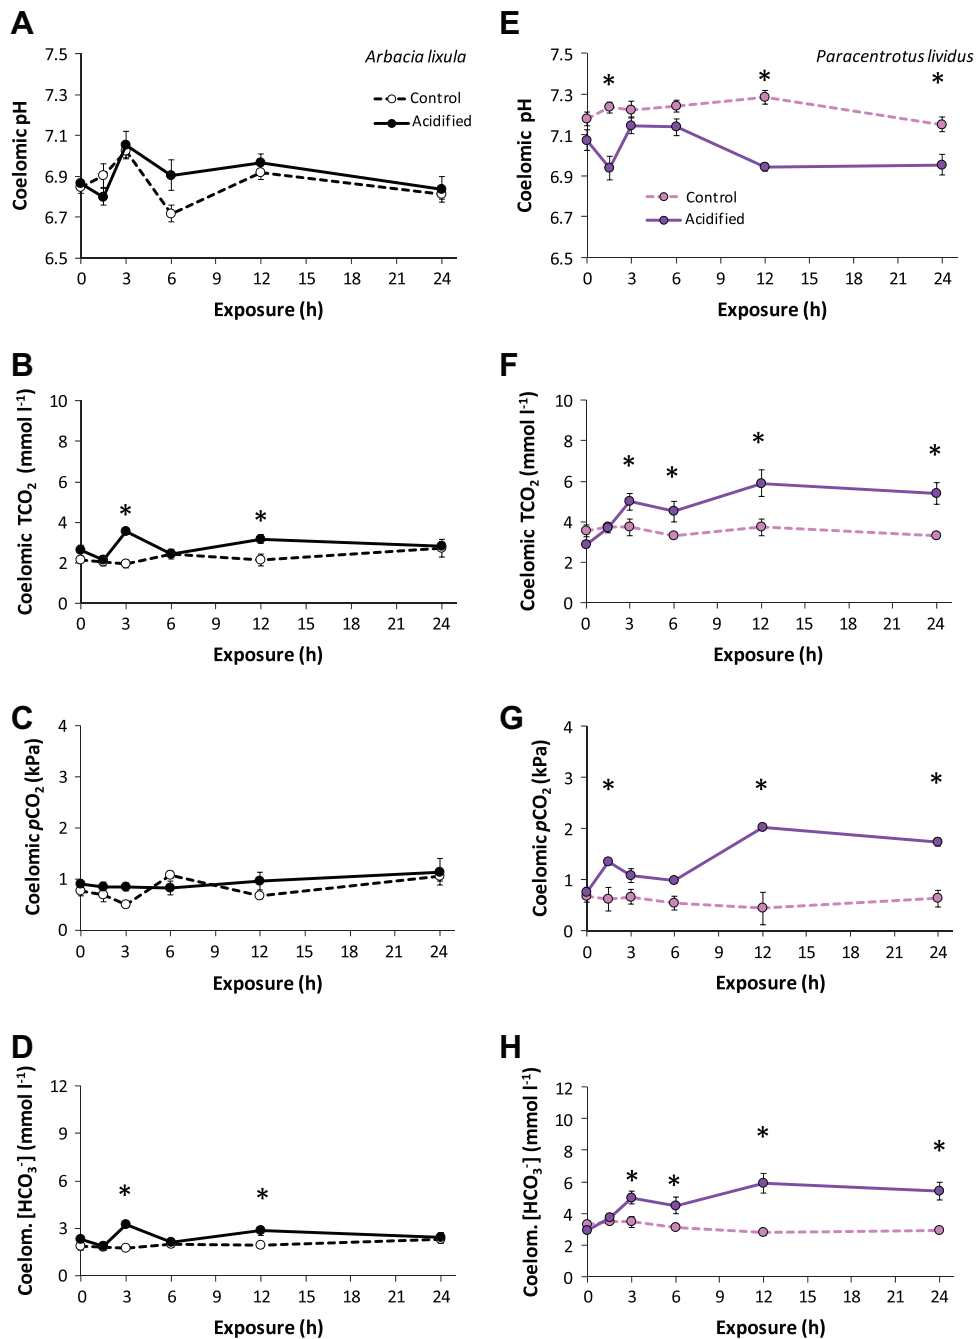 A
Arbacia lixula
Coelomic pH
7.5
7.3
7.1
6.9
6.7
6.5
Control
Acidified
0 3 6 9 12 15 18 21 24
Exposure (h)
E
Paracentrotus lividus
Coelomic pH
7.5
7.3
7.1
6.9
6.7
6.5
* * *
Control
Acidified
0 3 6 9 12 15 18 21 24
Exposure (h)
B
Coelomic TCO₂ (mmol l⁻¹)
10
8
6
4
2
0
* *
0 3 6 9 12 15 18 21 24
Exposure (h)
F
Coelomic TCO₂ (mmol l⁻¹)
10
8
6
4
2
0
* * * *
0 3 6 9 12 15 18 21 24
Exposure (h)
C
Coelomic pCO₂ (kPa)
4
3
2
1
0
0 3 6 9 12 15 18 21 24
Exposure (h)
G
Coelomic pCO₂ (kPa)
4
3
2
1
0
* * *
0 3 6 9 12 15 18 21 24
Exposure (h)
D
Coelom. [HCO₃⁻] (mmol l⁻¹)
12
9
6
3
0
* *
0 3 6 9 12 15 18 21 24
Exposure (h)
H
Coelom. [HCO₃⁻] (mmol l⁻¹)
12
10
8
6
4
2
0
* * * *
0 3 6 9 12 15 18 21 24
Exposure (h)